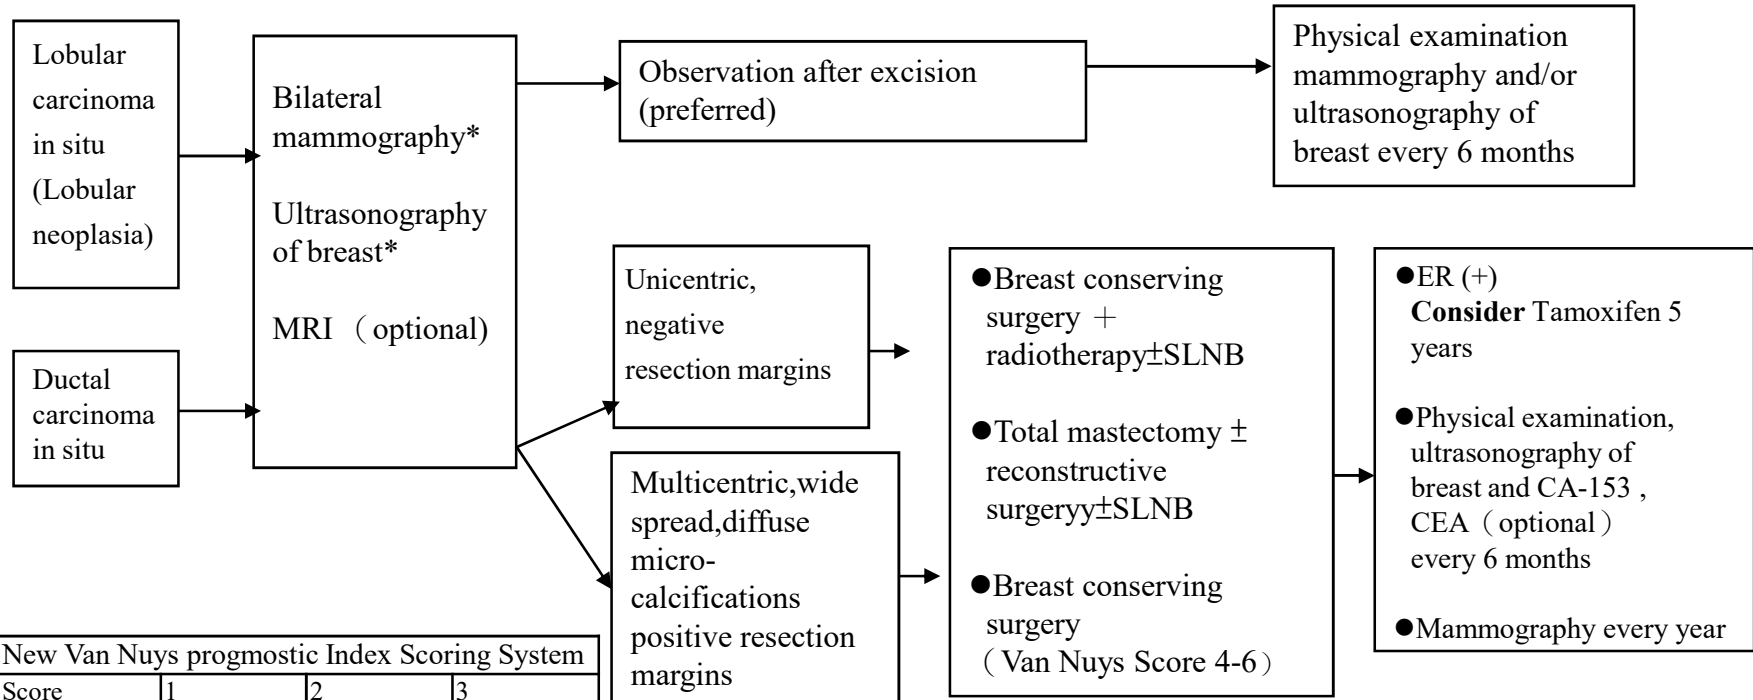 Lobular
carcinoma
in situ
(Lobular
neoplasia)
Ductal
carcinoma
in situ
Bilateral
mammography*
Ultrasonography
of breast*
MRI （optional)
Observation after excision
(preferred)
Physical examination
mammography and/or
ultrasonography of
breast every 6 months
Unicentric,
negative
resection margins
Multicentric,wide
spread,diffuse
micro-
calcifications
positive resection
margins
●Breast conserving
surgery ＋
radiotherapy±SLNB
●Total mastectomy ±
reconstructive
surgeryy±SLNB
●Breast conserving
surgery
（Van Nuys Score 4-6）
●ER (+)
Consider Tamoxifen 5
years
●Physical examination,
ultrasonography of
breast and CA-153 ,
CEA（optional）
every 6 months
●Mammography every year
New Van Nuys progmostic Index Scoring System
Score 1 2 3